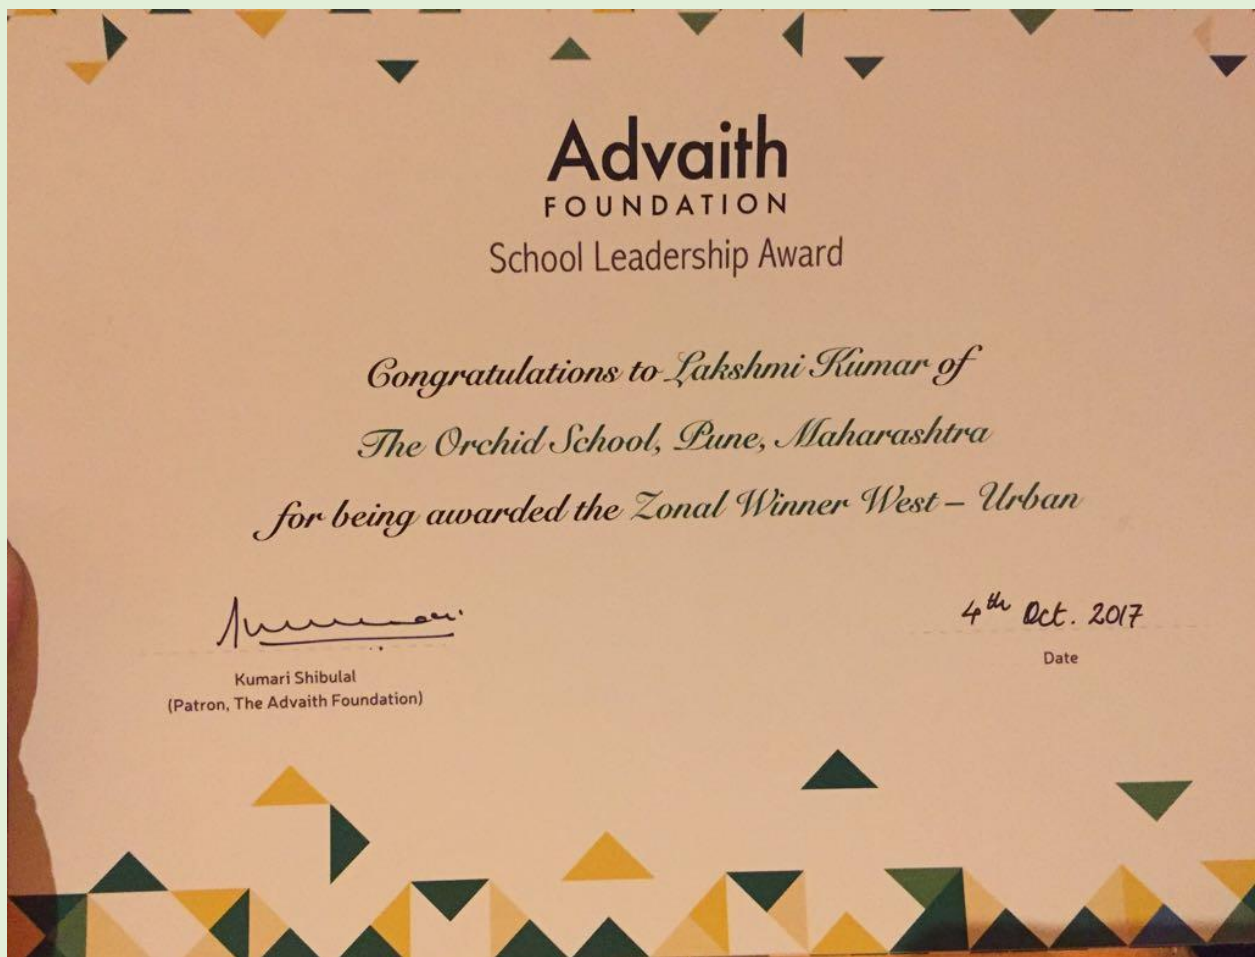 Advaith
FOUNDATION
School Leadership Award
Congratulations to Lakshmi Kumar of
The Orchid School, Pune, Maharashtra
for being awarded the Zonal Winner West – Urban
4th Oct. 2017
Date
Kumari Shibulal
(Patron, The Advaith Foundation)